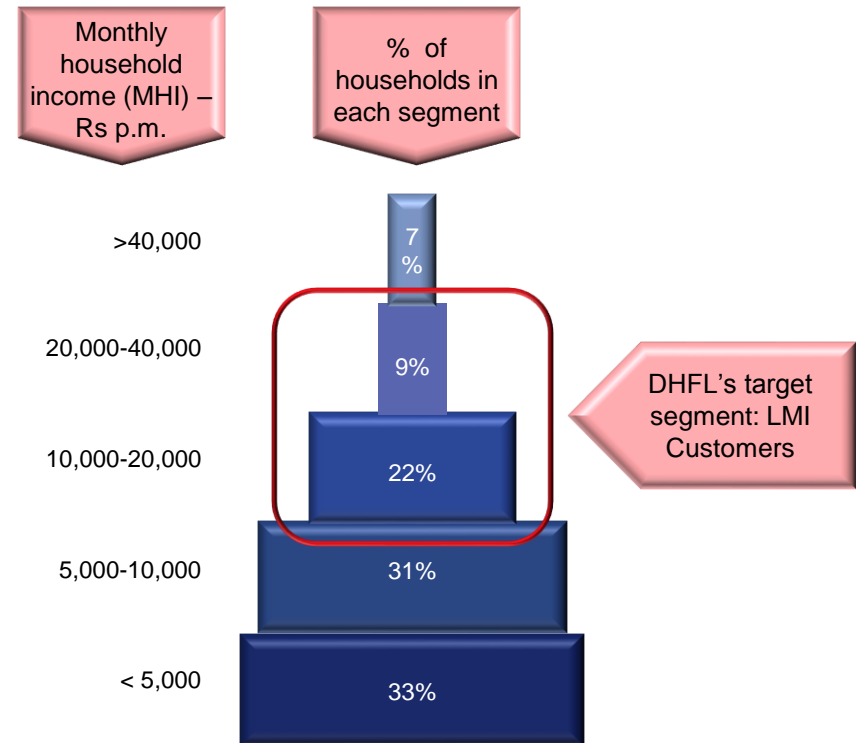 Monthly
household
income (MHI) –
Rs p.m.
% of
households in
each segment
>40,000
7
%
20,000-40,000
9%
DHFL’s target
segment: LMI
Customers
10,000-20,000
22%
5,000-10,000
31%
< 5,000
33%